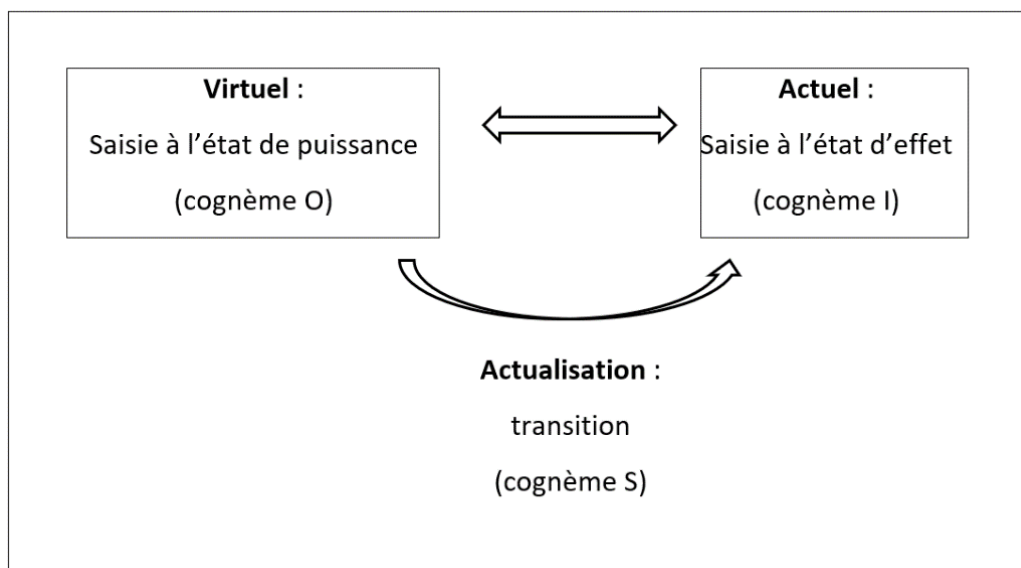 Virtuel :
Saisie à l’état de puissance
(cognème O)
Actuel :
Saisie à l’état d’effet
(cognème I)
Actualisation :
transition
(cognème S)